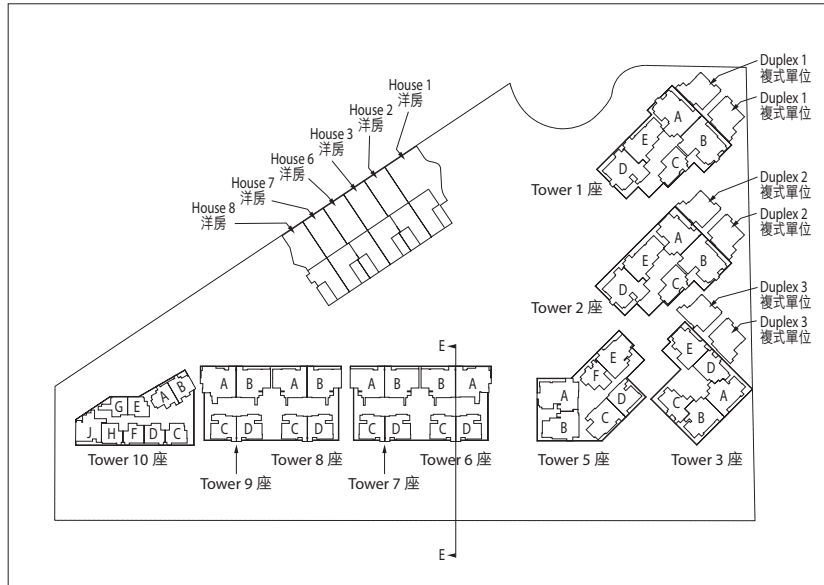 Duplex 1
複式單位
Duplex 1
複式單位
House 1
洋房
House 2
洋房
House 3
洋房
House 6
洋房
House 7
洋房
House 8
洋房
A
E
B
D
C
Tower 1 座
Duplex 2
複式單位
Duplex 2
複式單位
A
E
B
D
C
Tower 2 座
Duplex 3
複式單位
Duplex 3
複式單位
E
E
D
A
C
B
Tower 3 座
E
F
A
D
B
C
Tower 5 座
A
B
A
B
A
B
B
A
C
D
C
D
C
D
C
D
Tower 9 座
Tower 8 座
Tower 7 座
Tower 6 座
A
B
G
E
J
H
F
D
C
Tower 10 座
E